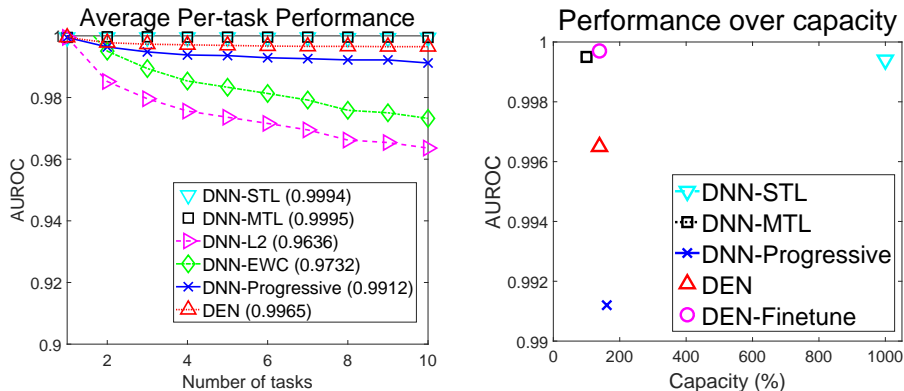 Average Per-task Performance
1
0.98
0.96
0.94
0.92
0.9
AUROC
DNN-STL (0.9994)
DNN-MTL (0.9995)
DNN-L2 (0.9636)
DNN-EWC (0.9732)
DNN-Progressive (0.9912)
DEN (0.9965)
2 4 6 8 10
Number of tasks
Performance over capacity
1
0.998
0.996
0.994
0.992
0.99
AUROC
DNN-STL
DNN-MTL
DNN-Progressive
DEN
DEN-Finetune
0 200 400 600 800 1000
Capacity (%)